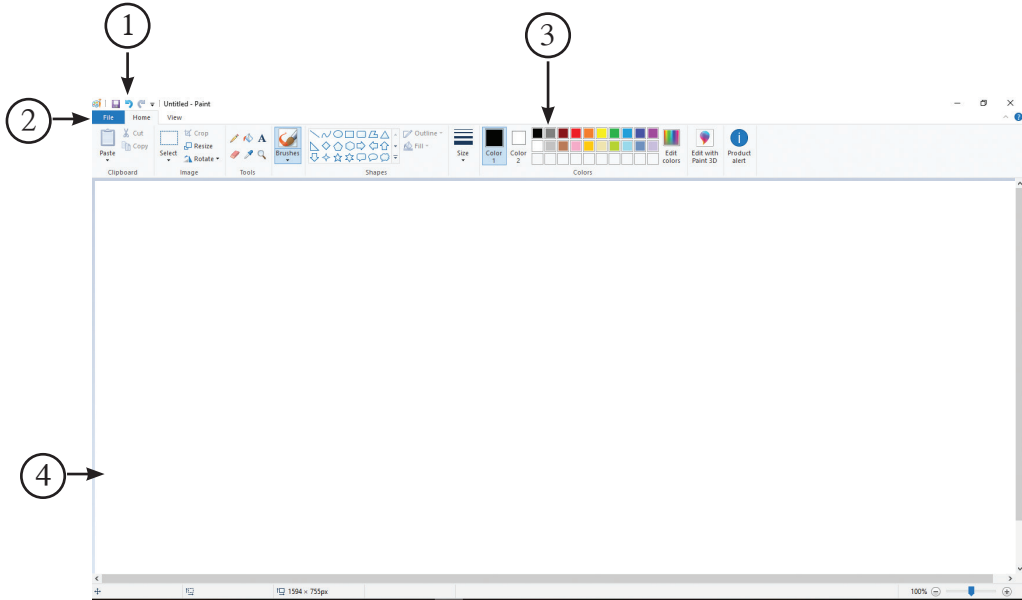 1
3
2
4
Untitled - Paint
File Home View
Paste
Cut
Copy
Clipboard
Select
Crop
Resize
Rotate
Image
A
Tools
Brushes
Outline
Fill
Shapes
Size
Color 1
Color 2
Edit colors
Colors
Edit with Paint 3D
Product alert
1594 × 755px
100%